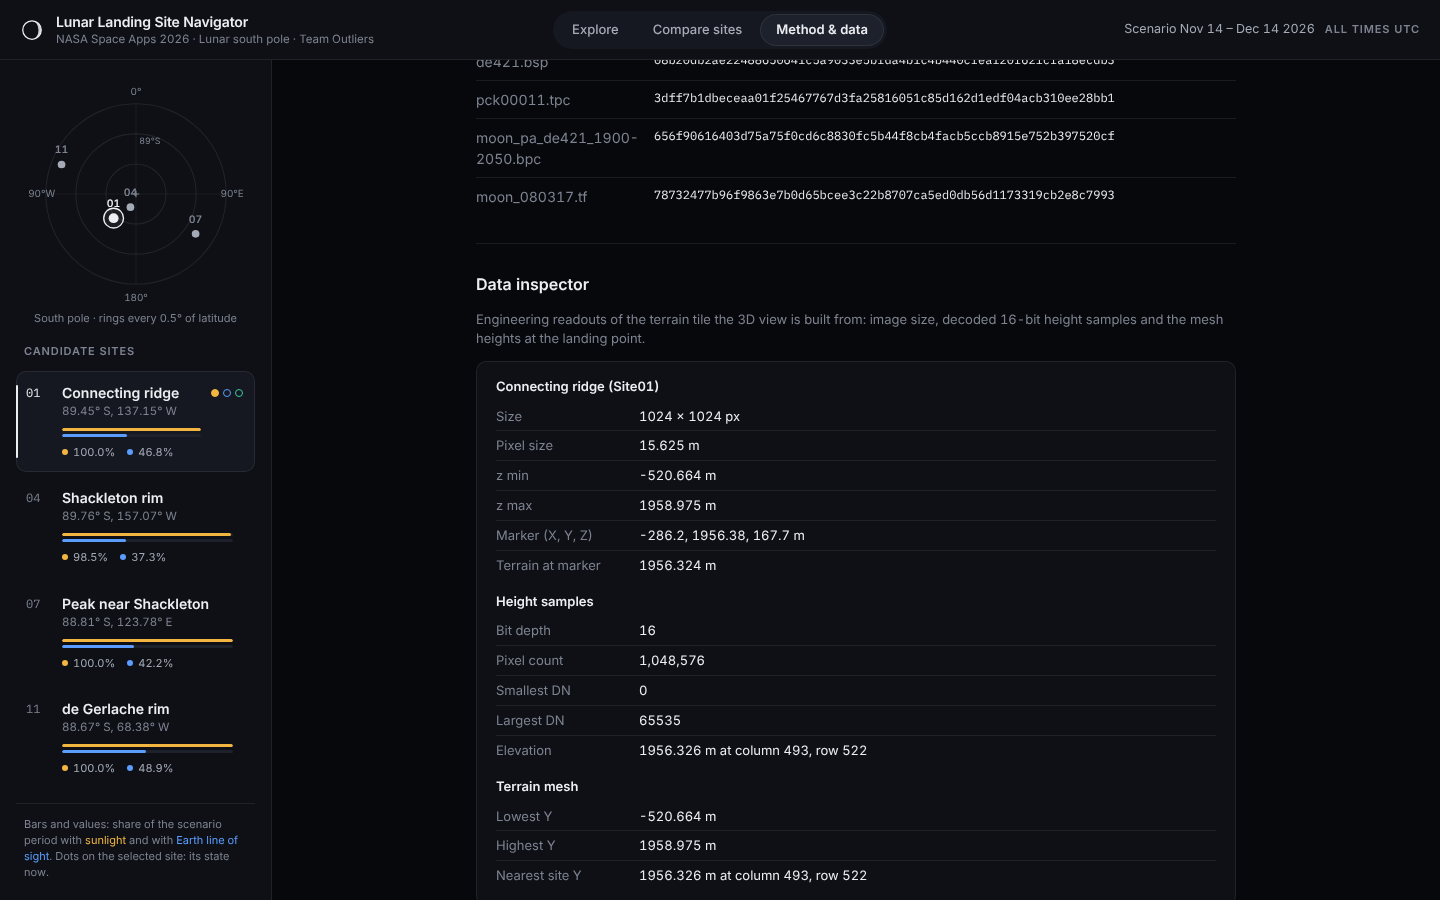 Lunar Landing Site Navigator
NASA Space Apps 2026 · Lunar south pole · Team Outliers
Explore
Compare sites
Method & data
Scenario Nov 14 – Dec 14 2026
ALL TIMES UTC
0°
89°S
11
90°W
04
90°E
01
07
180°
South pole · rings every 0.5° of latitude
CANDIDATE SITES
01
Connecting ridge
89.45° S, 137.15° W
100.0%
46.8%
04
Shackleton rim
89.76° S, 157.07° W
98.5%
37.3%
07
Peak near Shackleton
88.81° S, 123.78° E
100.0%
42.2%
11
de Gerlache rim
88.67° S, 68.38° W
100.0%
48.9%
Bars and values: share of the scenario
period with sunlight and with Earth line of
sight. Dots on the selected site: its state
now.
de421.bsp
pck00011.tpc
3dff7b1dbeceaa01f25467767d3fa25816051c85d162d1edf04acb310ee28bb1
moon_pa_de421_1900-
2050.bpc
656f90616403d75a75f0cd6c8830fc5b44f8cb4facb5ccb8915e752b397520cf
moon_080317.tf
78732477b96f9863e7b0d65bcee3c22b8707ca5ed0db56d1173319cb2e8c7993
Data inspector
Engineering readouts of the terrain tile the 3D view is built from: image size, decoded 16-bit height samples and the mesh
heights at the landing point.
Connecting ridge (Site01)
Size
1024 × 1024 px
Pixel size
15.625 m
z min
-520.664 m
z max
1958.975 m
Marker (X, Y, Z)
-286.2, 1956.38, 167.7 m
Terrain at marker
1956.324 m
Height samples
Bit depth
16
Pixel count
1,048,576
Smallest DN
0
Largest DN
65535
Elevation
1956.326 m at column 493, row 522
Terrain mesh
Lowest Y
-520.664 m
Highest Y
1958.975 m
Nearest site Y
1956.326 m at column 493, row 522